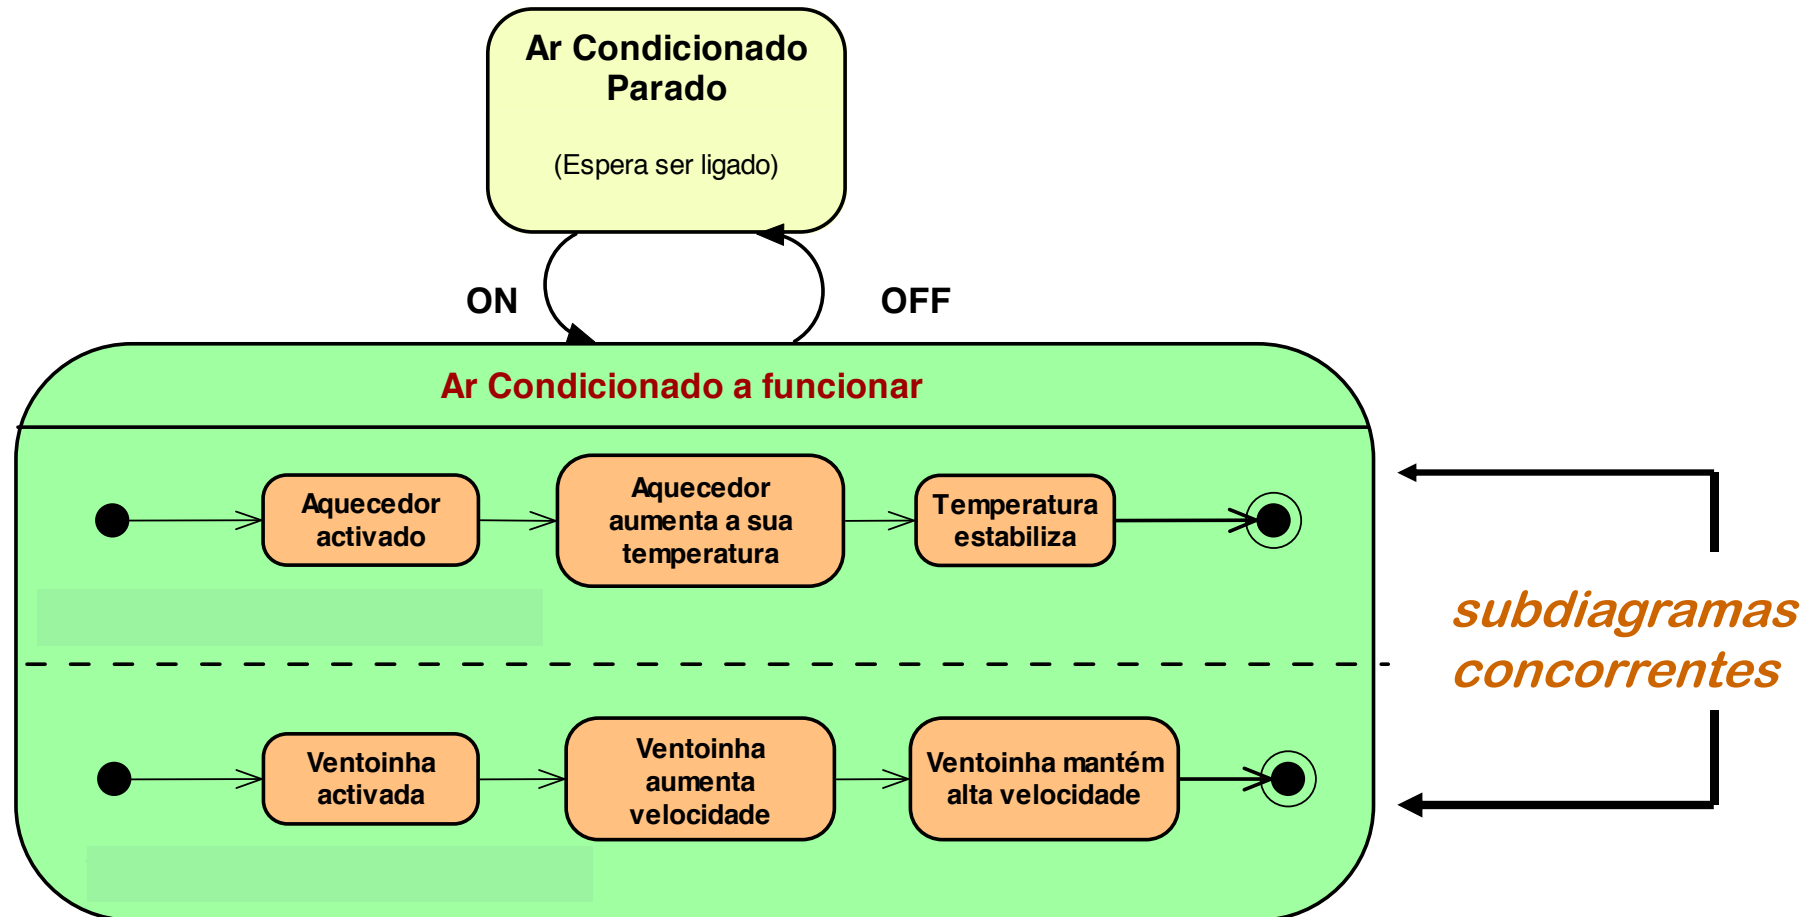 Ar Condicionado
Parado
(Espera ser ligado)
ON
OFF
Ar Condicionado a funcionar
Aquecedor
activado
Aquecedor
aumenta a sua
temperatura
Temperatura
estabiliza
subdiagramas
concorrentes
Ventoinha
activada
Ventoinha
aumenta
velocidade
Ventoinha mantém
alta velocidade